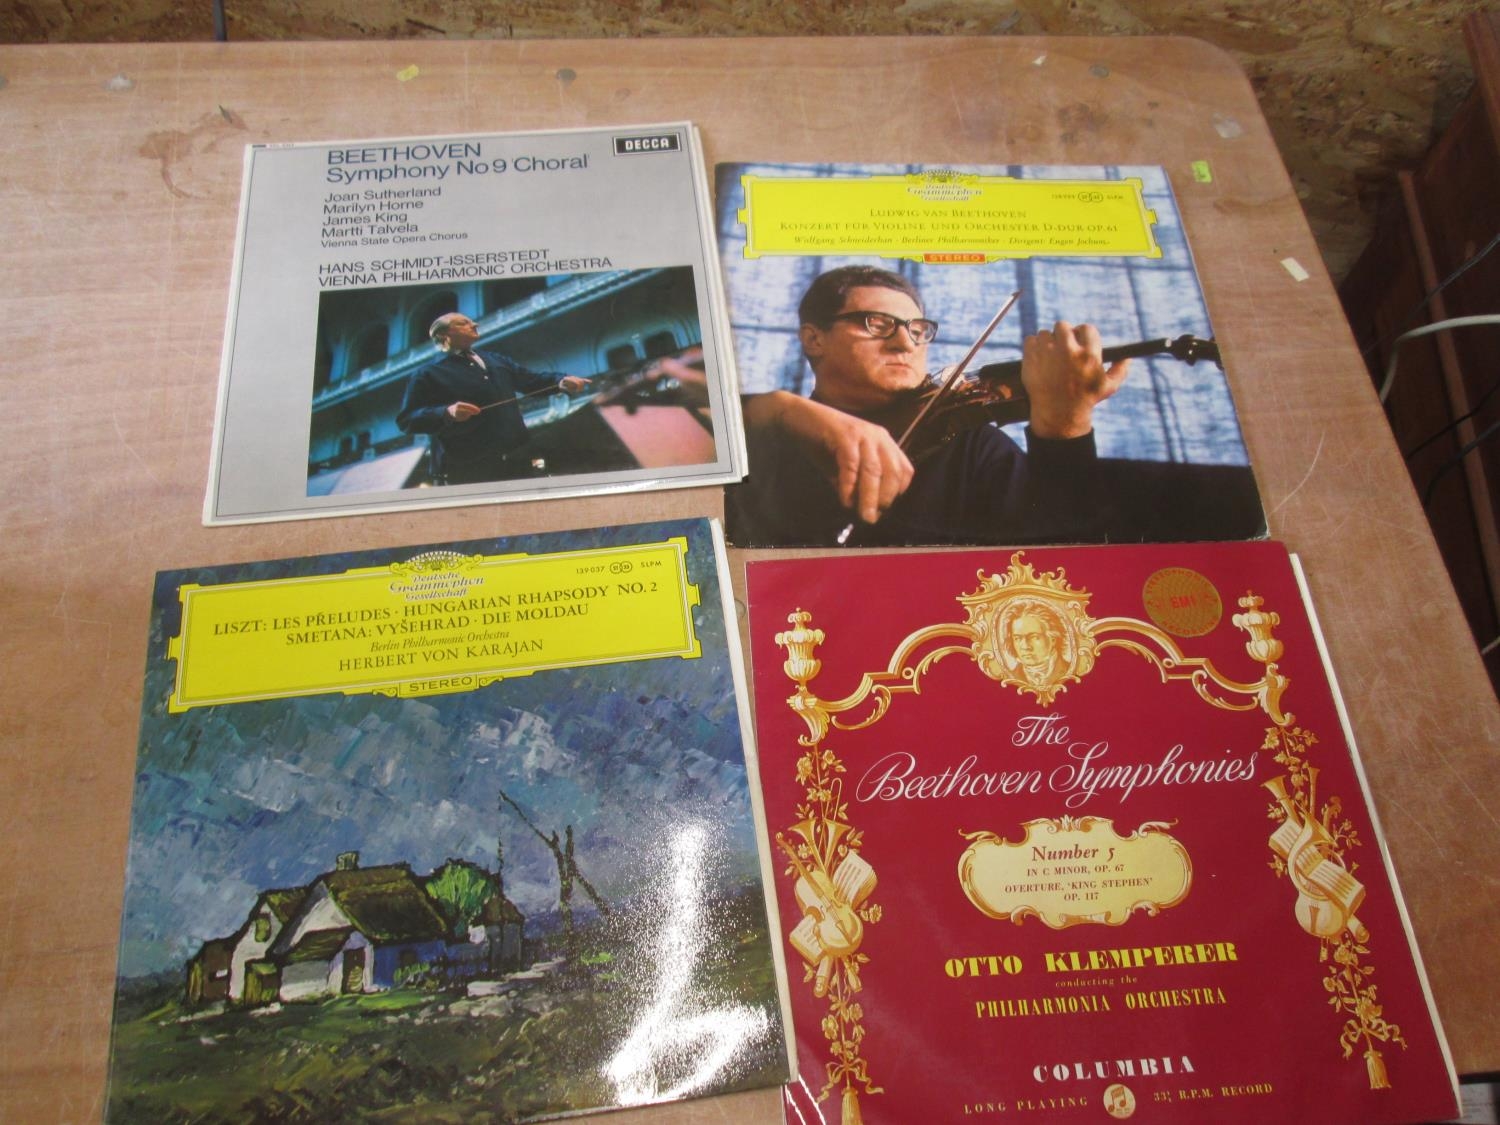 BEETHOVEN
Symphony No 9 'Choral'
DECCA
Joan Sutherland
Marilyn Horne
James King
Martti Talvela
Vienna State Opera Chorus
HANS SCHMIDT-ISSERSTEDT
VIENNA PHILHARMONIC ORCHESTRA
Deutsche
Grammophon
Gesellschaft
SLPM
LUDWIG VAN BEETHOVEN
KONZERT FÜR VIOLINE UND ORCHESTER D-DUR OP. 61
Wolfgang Schneiderhan · Berliner Philharmoniker · Dirigent: Eugen Jochum
STEREO
Deutsche
Grammophon
Gesellschaft
139 037 33 SLPM
LISZT: LES PRELUDES · HUNGARIAN RHAPSODY NO. 2
SMETANA: VYŠEHRAD · DIE MOLDAU
Berlin Philharmonic Orchestra
HERBERT VON KARAJAN
STEREO
EMI
The
Beethoven Symphonies
Number 5
IN C MINOR, OP. 67
OVERTURE, 'KING STEPHEN'
OP. 117
OTTO KLEMPERER
conducting the
PHILHARMONIA ORCHESTRA
COLUMBIA
LONG PLAYING 33⅓ R.P.M. RECORD